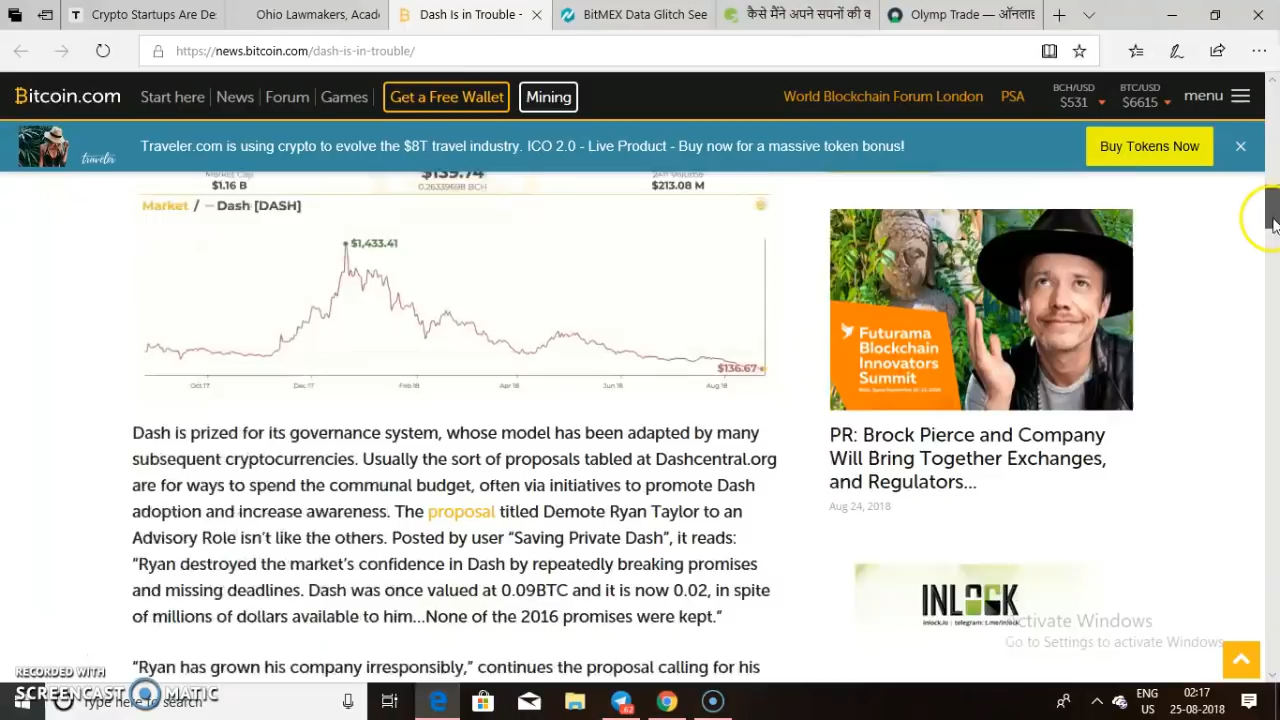 Crypto Startups Are De
Ohio Lawmakers, Acade
Dash Is in Trouble -
BitMEX Data Glitch See
कैसे मैंने अपने सपनों की व
Olymp Trade — ऑनलाइ
https://news.bitcoin.com/dash-is-in-trouble/
Bitcoin.com
Start here
News
Forum
Games
Get a Free Wallet
Mining
World Blockchain Forum London
PSA
BCH/USD
$531
BTC/USD
$6615
menu
traveler
Traveler.com is using crypto to evolve the $8T travel industry. ICO 2.0 - Live Product - Buy now for a massive token bonus!
Buy Tokens Now
Market Cap
$1.16 B
$139.74
0.26339698 BCH
$213.08 M
Market / — Dash [DASH]
$1,433.41
$136.67
Oct 17
Dec 17
Feb 18
Apr 18
Jun 18
Aug 18
Dash is prized for its governance system, whose model has been adapted by many
subsequent cryptocurrencies. Usually the sort of proposals tabled at Dashcentral.org
are for ways to spend the communal budget, often via initiatives to promote Dash
adoption and increase awareness. The proposal titled Demote Ryan Taylor to an
Advisory Role isn’t like the others. Posted by user “Saving Private Dash”, it reads:
“Ryan destroyed the market’s confidence in Dash by repeatedly breaking promises
and missing deadlines. Dash was once valued at 0.09BTC and it is now 0.02, in spite
of millions of dollars available to him…None of the 2016 promises were kept.”
“Ryan has grown his company irresponsibly,” continues the proposal calling for his
Futurama
Blockchain
Innovators
Summit
PR: Brock Pierce and Company
Will Bring Together Exchanges,
and Regulators...
Aug 24, 2018
INLOCK
inlock.io | telegram: t.me/inlock
Activate Windows
Go to Settings to activate Windows.
RECORDED WITH
SCREENCAST MATIC
Type here to search
62
ENG
US
02:17
25-08-2018